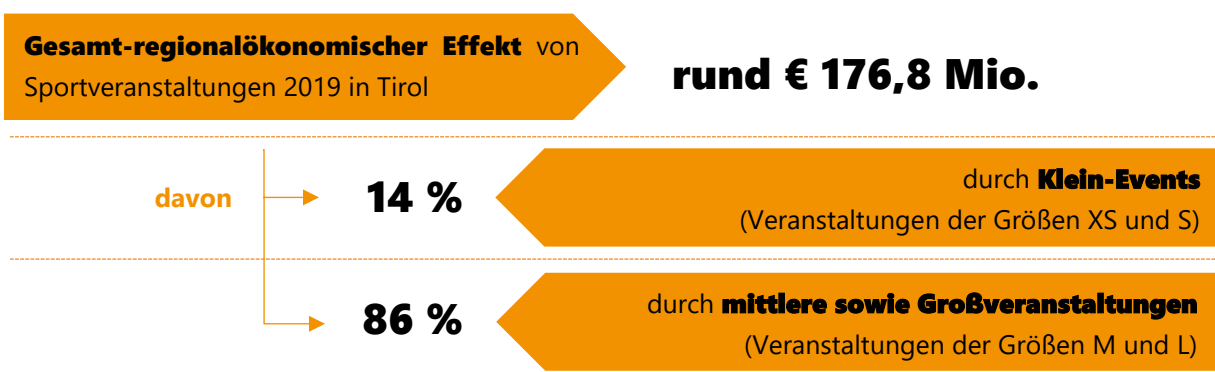 Gesamt-regionalökonomischer Effekt von
Sportveranstaltungen 2019 in Tirol
rund € 176,8 Mio.
davon
14 %
durch Klein-Events
(Veranstaltungen der Größen XS und S)
86 %
durch mittlere sowie Großveranstaltungen
(Veranstaltungen der Größen M und L)